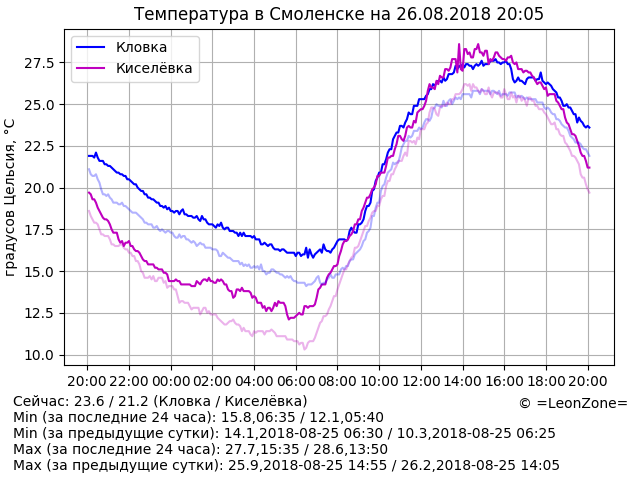 Температура в Смоленске на 26.08.2018 20:05
Кловка
Киселёвка
градусов Цельсия, °C
27.5
25.0
22.5
20.0
17.5
15.0
12.5
10.0
20:00 22:00 00:00 02:00 04:00 06:00 08:00 10:00 12:00 14:00 16:00 18:00 20:00
Сейчас: 23.6 / 21.2 (Кловка / Киселёвка)
© =LeonZone=
Min (за последние 24 часа): 15.8,06:35 / 12.1,05:40
Min (за предыдущие сутки): 14.1,2018-08-25 06:30 / 10.3,2018-08-25 06:25
Max (за последние 24 часа): 27.7,15:35 / 28.6,13:50
Max (за предыдущие сутки): 25.9,2018-08-25 14:55 / 26.2,2018-08-25 14:05